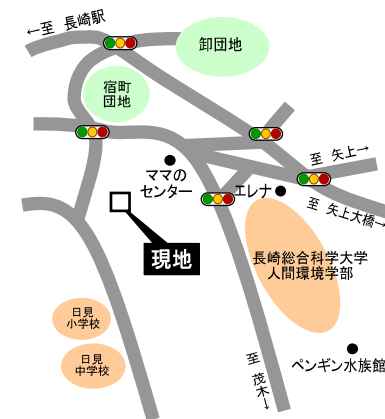 ←至 長崎駅
卸団地
宿町
団地
ママの
センター
至 矢上→
エレナ
至 矢上大橋→
現地
長崎総合科学大学
人間環境学部
日見
小学校
日見
中学校
至 茂木→
ペンギン水族館